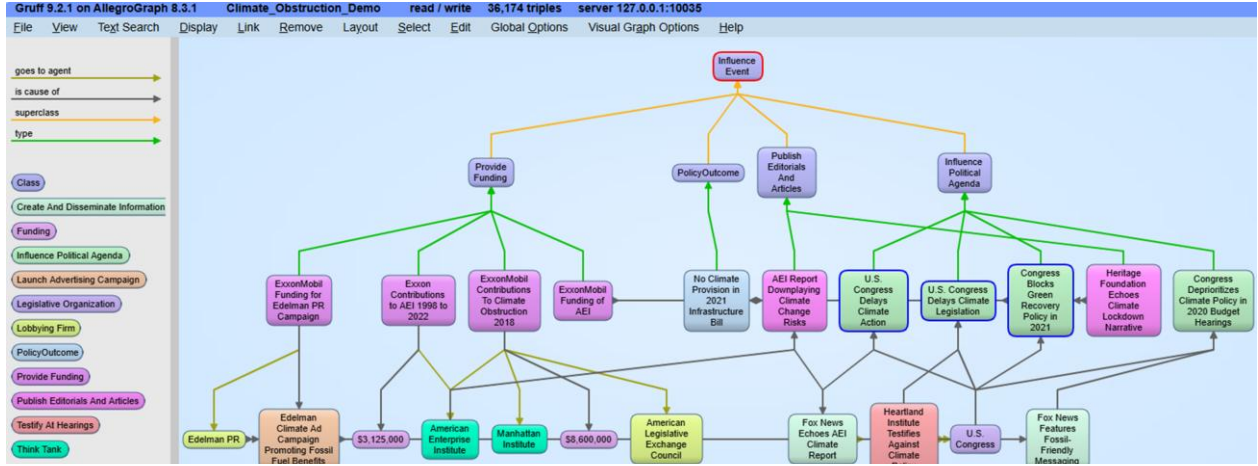 Gruff 9.2.1 on AllegroGraph 8.3.1 Climate_Obstruction_Demo read / write 36,174 triples server 127.0.0.1:10035
File View Text Search Display Link Remove Layout Select Edit Global Options Visual Graph Options Help
goes to agent
is cause of
superclass
type
Class
Create And Disseminate Information
Funding
Influence Political Agenda
Launch Advertising Campaign
Legislative Organization
Lobbying Firm
PolicyOutcome
Provide Funding
Publish Editorials And Articles
Testify At Hearings
Think Tank
Influence
Event
Provide
Funding
PolicyOutcome
Publish
Editorials
And
Articles
Influence
Political
Agenda
ExxonMobil
Funding for
Edelman PR
Campaign
Exxon
Contributions
to AEI 1998 to
2022
ExxonMobil
Contributions
To Climate
Obstruction
2018
ExxonMobil
Funding of
AEI
No Climate
Provision in
2021
Infrastructure
Bill
AEI Report
Downplaying
Climate
Change
Risks
U.S.
Congress
Delays
Climate
Action
U.S. Congress
Delays Climate
Legislation
Congress
Blocks
Green
Recovery
Policy in
2021
Heritage
Foundation
Echoes
Climate
Lockdown
Narrative
Congress
Deprioritizes
Climate Policy in
2020 Budget
Hearings
Edelman PR
Edelman
Climate Ad
Campaign
Promoting Fossil
Fuel Benefits
$3,125,000
American
Enterprise
Institute
Manhattan
Institute
$8,600,000
American
Legislative
Exchange
Council
Fox News
Echoes AEI
Climate
Report
Heartland
Institute
Testifies
Against
Climate
U.S.
Congress
Fox News
Features
Fossil-
Friendly
Messaging